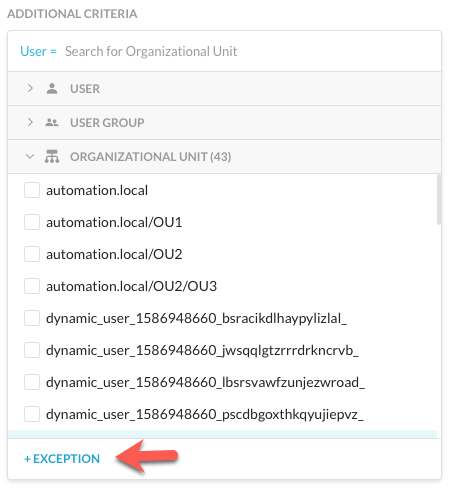 ADDITIONAL CRITERIA
User = Search for Organizational Unit
USER
USER GROUP
ORGANIZATIONAL UNIT (43)
automation.local
automation.local/OU1
automation.local/OU2
automation.local/OU2/OU3
dynamic_user_1586948660_bsracikdlhaypylizlal_
dynamic_user_1586948660_jwsqqlgtzrrrdrkncrvb_
dynamic_user_1586948660_lbsrsvawfzunjezwroad_
dynamic_user_1586948660_pscdbgoxthkqyujiepvz_
+ EXCEPTION